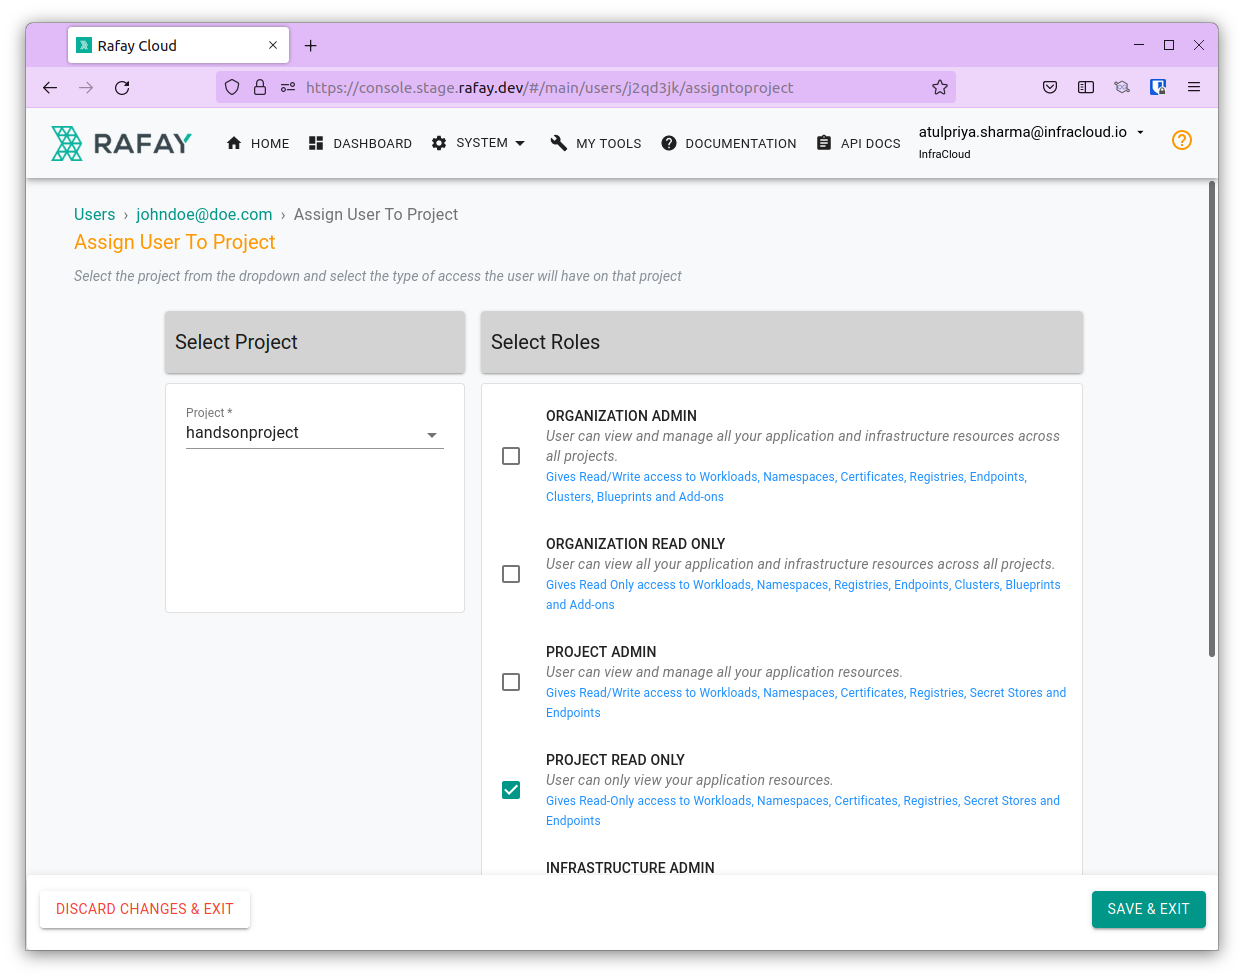 Rafay Cloud
https://console.stage.rafay.dev/#/main/users/j2qd3jk/assigntoproject
RAFAY
HOME
DASHBOARD
SYSTEM
MY TOOLS
DOCUMENTATION
API DOCS
atulpriya.sharma@infracloud.io
InfraCloud
Users › johndoe@doe.com › Assign User To Project
Assign User To Project
Select the project from the dropdown and select the type of access the user will have on that project
Select Project
Project *
handsonproject
Select Roles
ORGANIZATION ADMIN
User can view and manage all your application and infrastructure resources across
all projects.
Gives Read/Write access to Workloads, Namespaces, Certificates, Registries, Endpoints,
Clusters, Blueprints and Add-ons
ORGANIZATION READ ONLY
User can view all your application and infrastructure resources across all projects.
Gives Read Only access to Workloads, Namespaces, Registries, Endpoints, Clusters, Blueprints
and Add-ons
PROJECT ADMIN
User can view and manage all your application resources.
Gives Read/Write access to Workloads, Namespaces, Certificates, Registries, Secret Stores and
Endpoints
PROJECT READ ONLY
User can only view your application resources.
Gives Read-Only access to Workloads, Namespaces, Certificates, Registries, Secret Stores and
Endpoints
INFRASTRUCTURE ADMIN
DISCARD CHANGES & EXIT
SAVE & EXIT